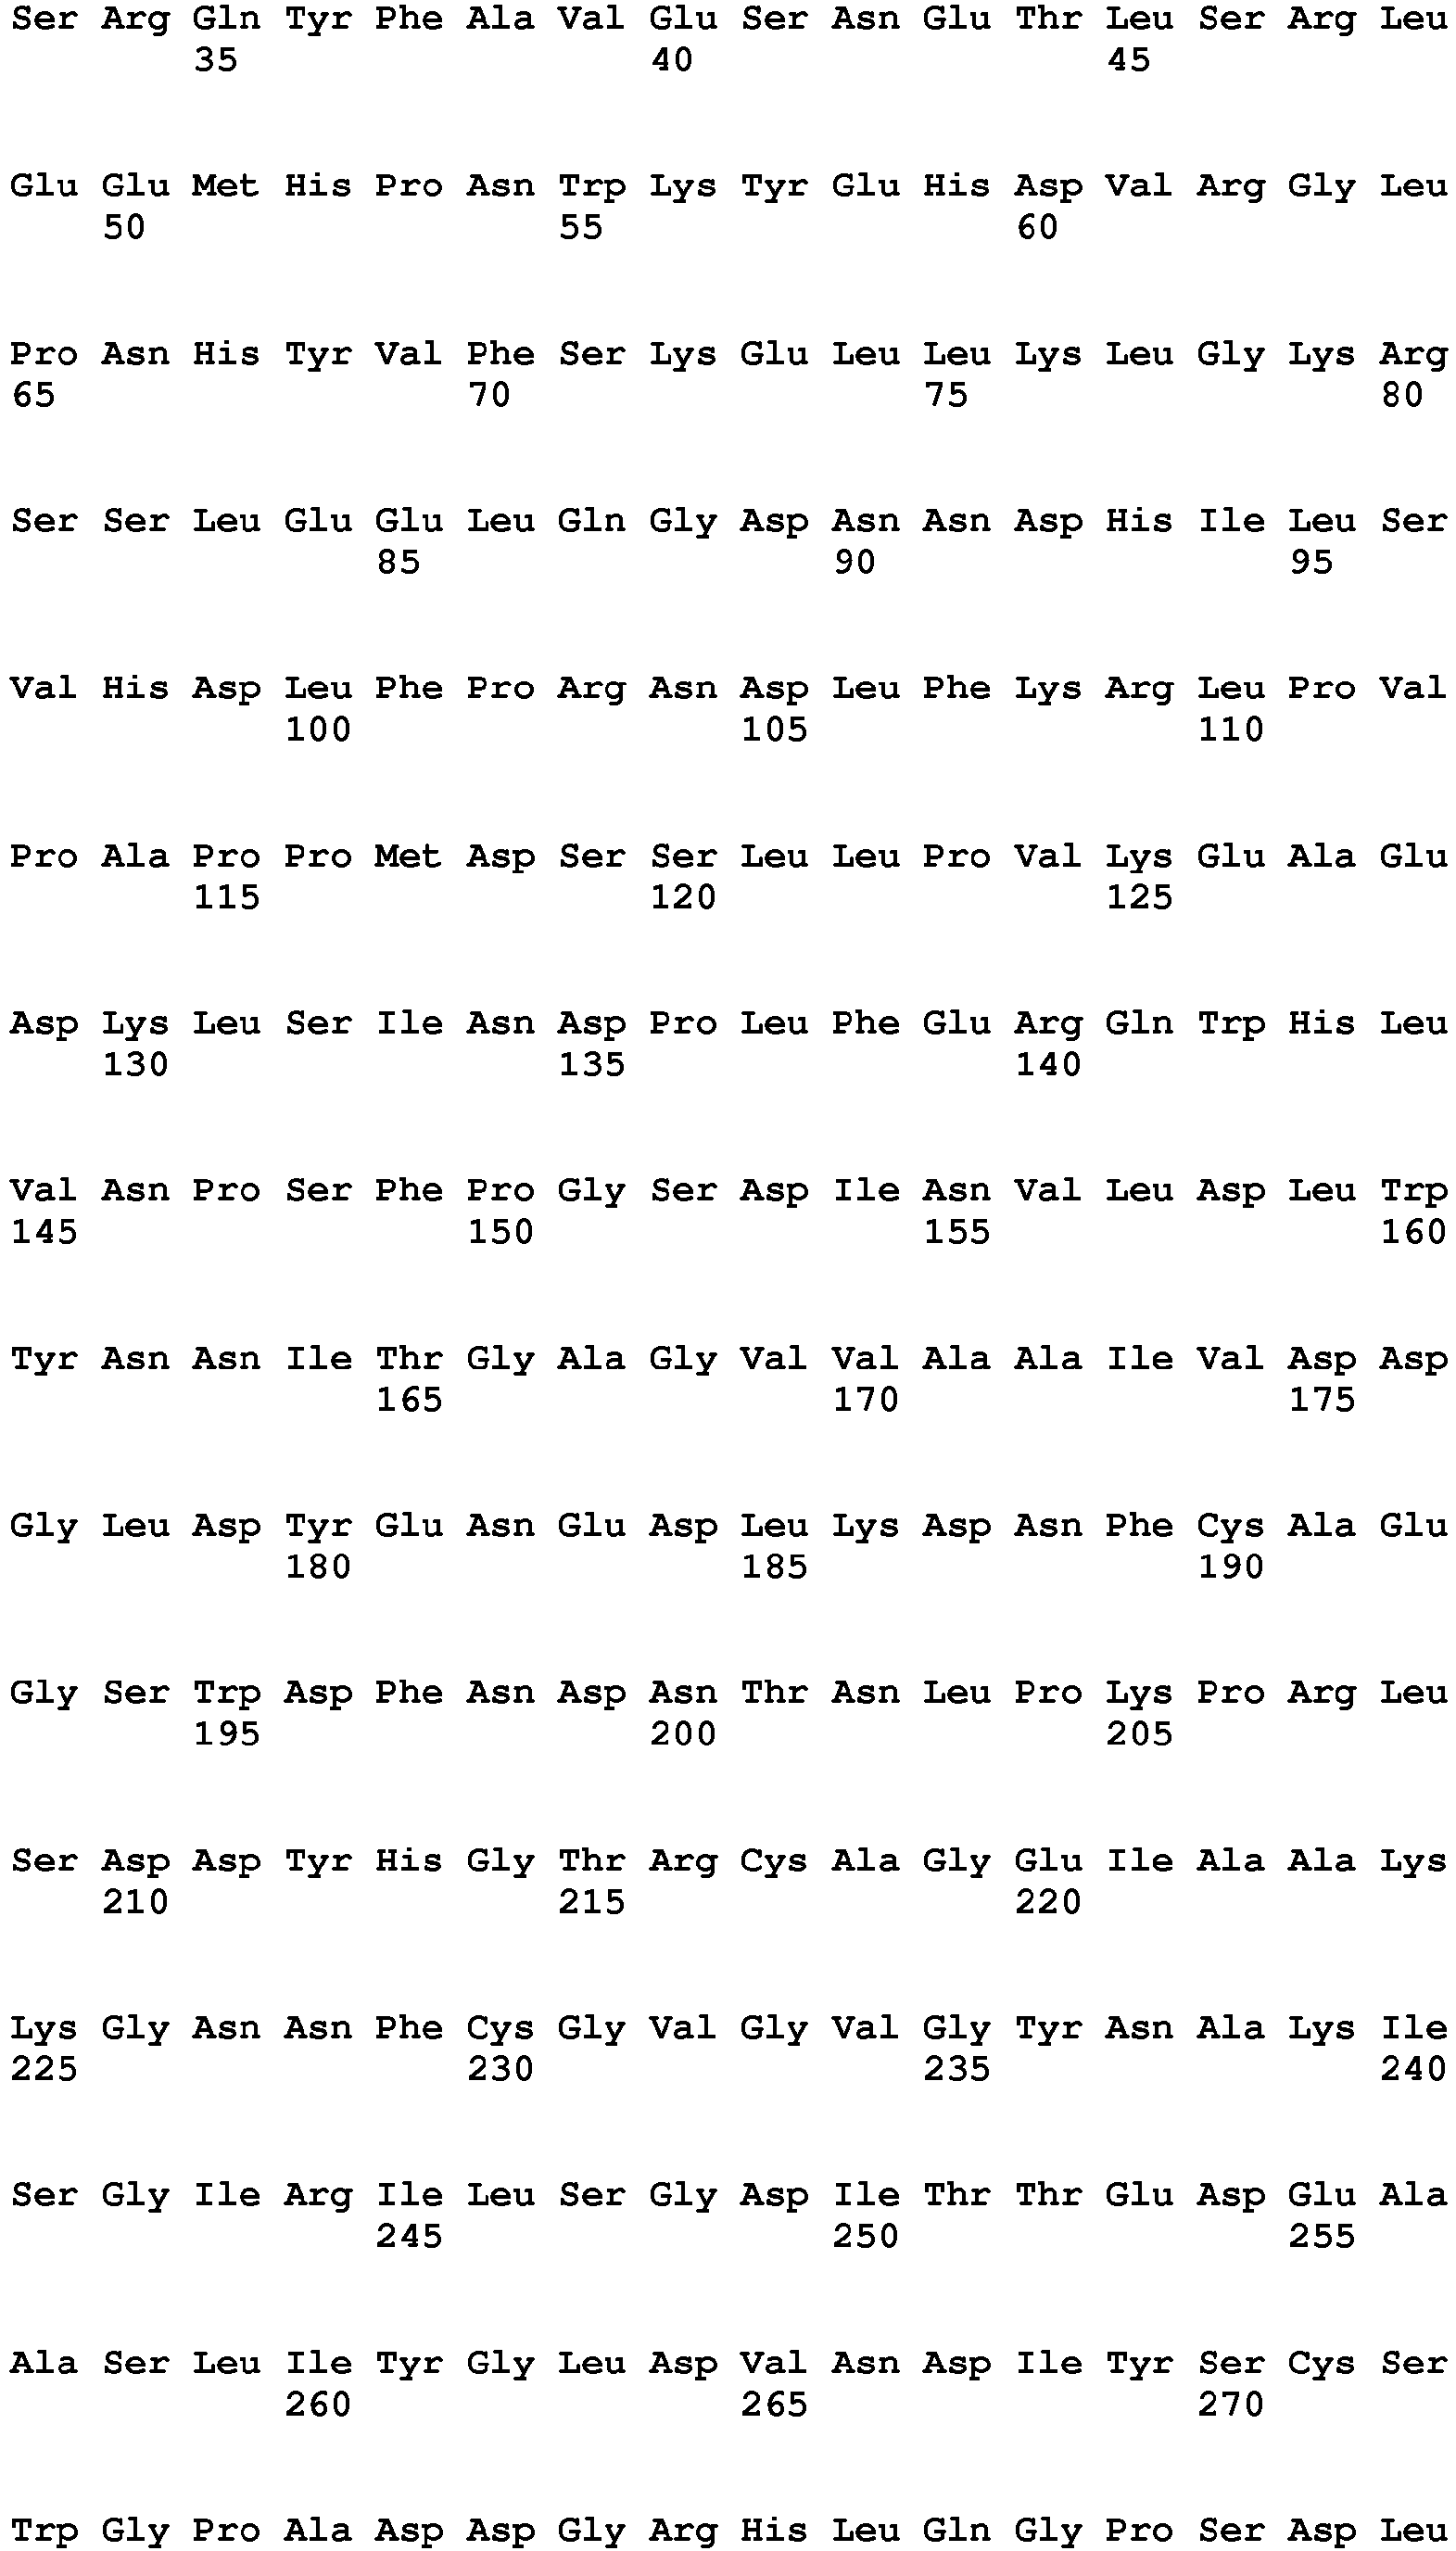 Ser Arg Gln Tyr Phe Ala Val Glu Ser Asn Glu Thr Leu Ser Arg Leu
35 40 45
Glu Glu Met His Pro Asn Trp Lys Tyr Glu His Asp Val Arg Gly Leu
50 55 60
Pro Asn His Tyr Val Phe Ser Lys Glu Leu Leu Lys Leu Gly Lys Arg
65 70 75 80
Ser Ser Leu Glu Glu Leu Gln Gly Asp Asn Asn Asp His Ile Leu Ser
85 90 95
Val His Asp Leu Phe Pro Arg Asn Asp Leu Phe Lys Arg Leu Pro Val
100 105 110
Pro Ala Pro Pro Met Asp Ser Ser Leu Leu Pro Val Lys Glu Ala Glu
115 120 125
Asp Lys Leu Ser Ile Asn Asp Pro Leu Phe Glu Arg Gln Trp His Leu
130 135 140
Val Asn Pro Ser Phe Pro Gly Ser Asp Ile Asn Val Leu Asp Leu Trp
145 150 155 160
Tyr Asn Asn Ile Thr Gly Ala Gly Val Val Ala Ala Ile Val Asp Asp
165 170 175
Gly Leu Asp Tyr Glu Asn Glu Asp Leu Lys Asp Asn Phe Cys Ala Glu
180 185 190
Gly Ser Trp Asp Phe Asn Asp Asn Thr Asn Leu Pro Lys Pro Arg Leu
195 200 205
Ser Asp Asp Tyr His Gly Thr Arg Cys Ala Gly Glu Ile Ala Ala Lys
210 215 220
Lys Gly Asn Asn Phe Cys Gly Val Gly Val Gly Tyr Asn Ala Lys Ile
225 230 235 240
Ser Gly Ile Arg Ile Leu Ser Gly Asp Ile Thr Thr Glu Asp Glu Ala
245 250 255
Ala Ser Leu Ile Tyr Gly Leu Asp Val Asn Asp Ile Tyr Ser Cys Ser
260 265 270
Trp Gly Pro Ala Asp Asp Gly Arg His Leu Gln Gly Pro Ser Asp Leu